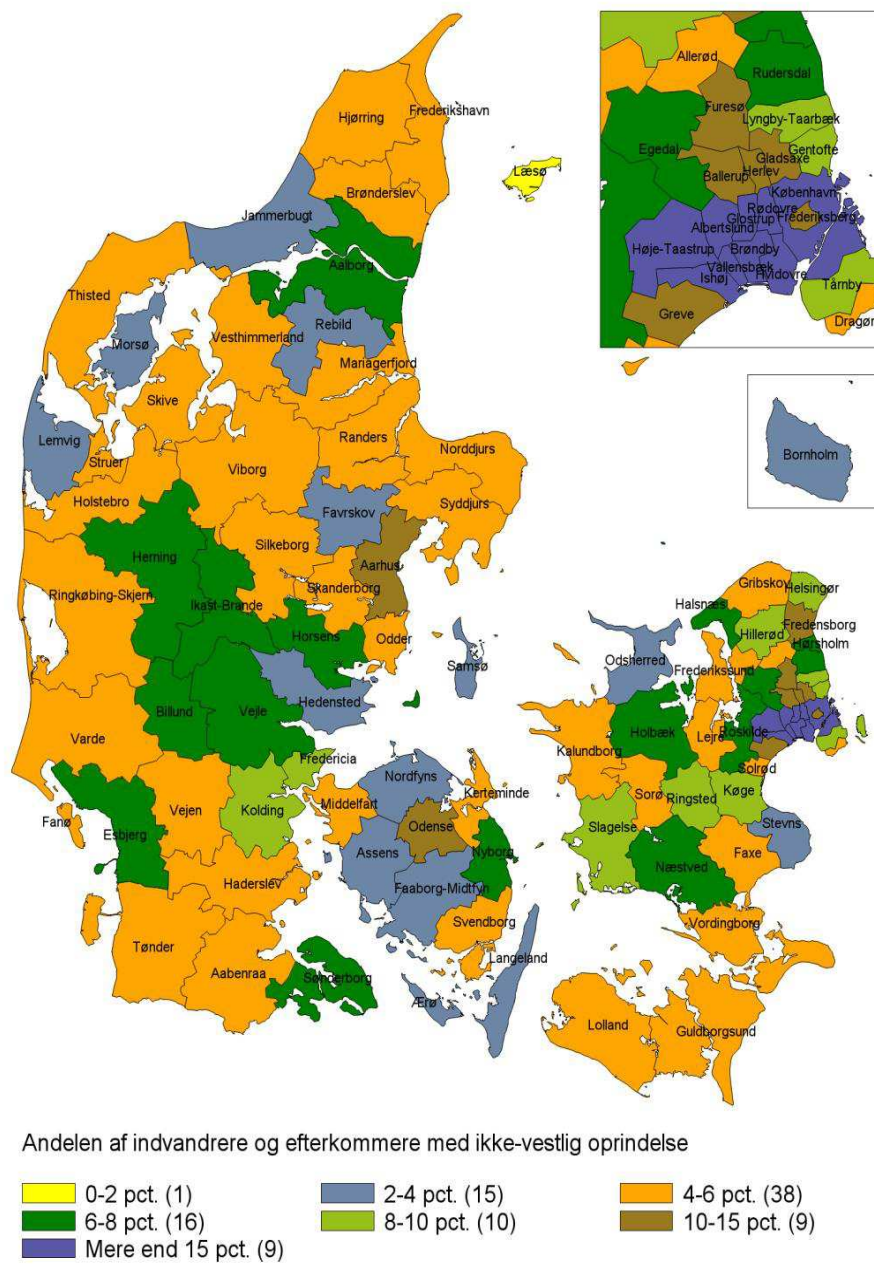 Hjørring
Frederikshavn
Læsø
Brønderslev
Jammerbugt
Aalborg
Thisted
Vesthimmerland
Rebild
Morsø
Mariagerfjord
Skive
Lemvig
Struer
Randers
Norddjurs
Viborg
Holstebro
Favrskov
Syddjurs
Herning
Silkeborg
Aarhus
Ringkøbing-Skjern
Ikast-Brande
Skanderborg
Horsens
Odder
Samsø
Hedensted
Billund
Vejle
Varde
Fredericia
Nordfyns
Vejen
Kolding
Middelfart
Kerteminde
Fanø
Esbjerg
Odense
Assens
Nyborg
Haderslev
Faaborg-Midtfyn
Svendborg
Tønder
Aabenraa
Sønderborg
Langeland
Ærø
Allerød
Rudersdal
Furesø
Lyngby-Taarbæk
Egedal
Gentofte
Gladsaxe
Herlev
Ballerup
København
Rødovre
Glostrup
Frederiksberg
Albertslund
Høje-Taastrup
Brøndby
Vallensbæk
Hvidovre
Ishøj
Tårnby
Greve
Dragør
Bornholm
Gribskov
Helsingør
Halsnæs
Fredensborg
Hillerød
Hørsholm
Odsherred
Frederikssund
Holbæk
Roskilde
Kalundborg
Lejre
Solrød
Sorø
Ringsted
Køge
Slagelse
Stevns
Næstved
Faxe
Vordingborg
Lolland
Guldborgsund
Andelen af indvandrere og efterkommere med ikke-vestlig oprindelse
0-2 pct. (1)
2-4 pct. (15)
4-6 pct. (38)
6-8 pct. (16)
8-10 pct. (10)
10-15 pct. (9)
Mere end 15 pct. (9)